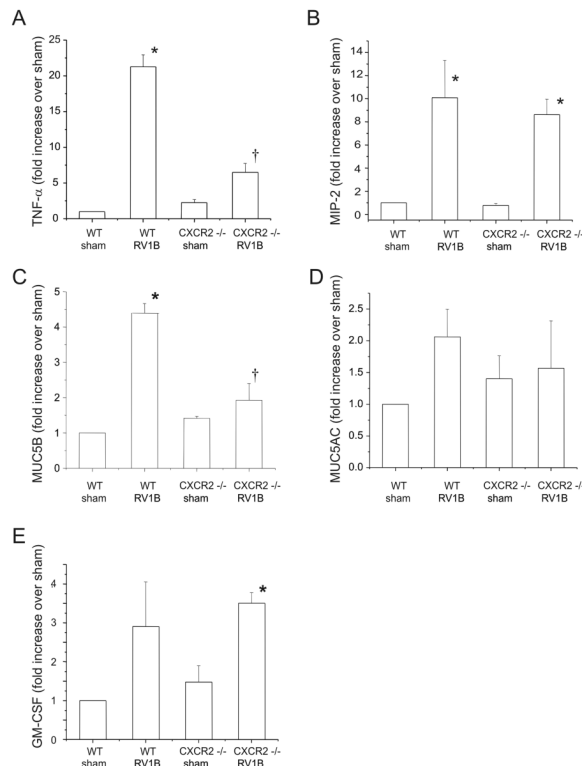 A
TNF-α (fold increase over sham)
25
20
15
10
5
0
*
†
WT sham
WT RV1B
CXCR2 -/- sham
CXCR2 -/- RV1B
B
MIP-2 (fold increase over sham)
14
12
10
8
6
4
2
0
*
*
WT sham
WT RV1B
CXCR2 -/- sham
CXCR2 -/- RV1B
C
MUC5B (fold increase over sham)
5
4
3
2
1
0
*
†
WT sham
WT RV1B
CXCR2 -/- sham
CXCR2 -/- RV1B
D
MUC5AC (fold increase over sham)
3.0
2.5
2.0
1.5
1.0
0.5
0.0
WT sham
WT RV1B
CXCR2 -/- sham
CXCR2 -/- RV1B
E
GM-CSF (fold increase over sham)
4
3
2
1
0
*
WT sham
WT RV1B
CXCR2 -/- sham
CXCR2 -/- RV1B